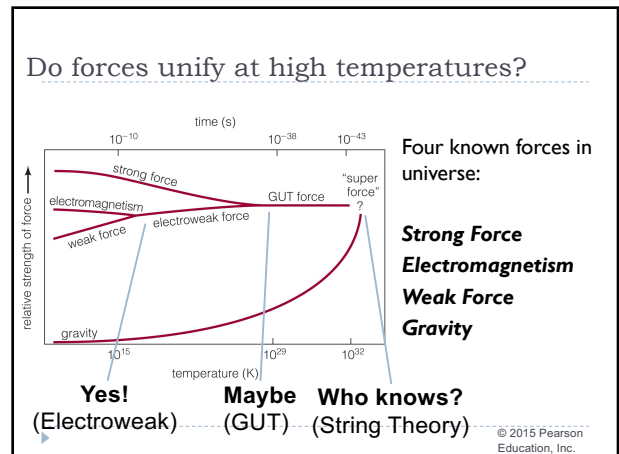 Do forces unify at high temperatures?
time (s)
10⁻¹⁰
10⁻³⁸
10⁻⁴³
relative strength of force
strong force
electromagnetism
weak force
electroweak force
GUT force
"super
force"
?
gravity
10¹⁵
10²⁹
10³²
temperature (K)
Four known forces in
universe:
Strong Force
Electromagnetism
Weak Force
Gravity
Yes!
(Electroweak)
Maybe
(GUT)
Who knows?
(String Theory)
© 2015 Pearson
Education, Inc.